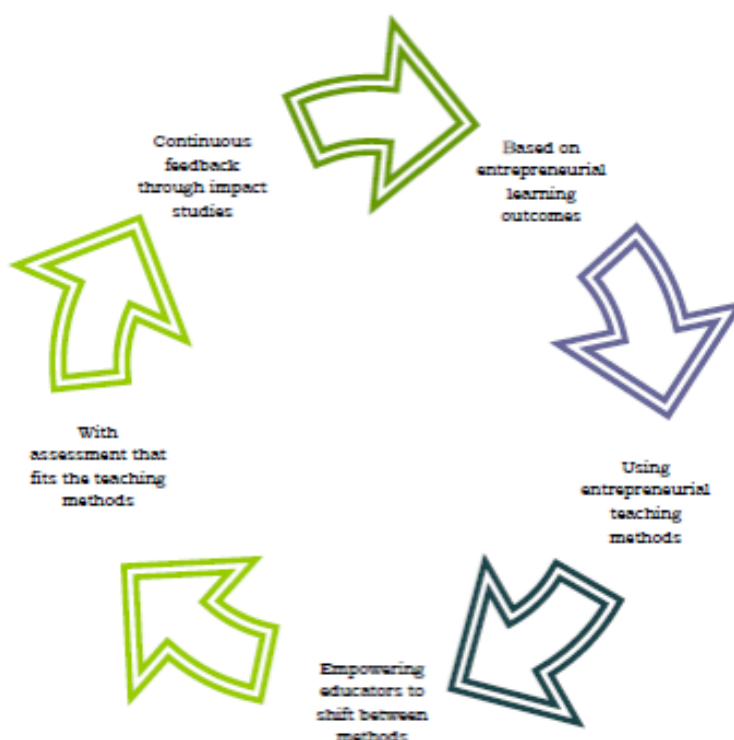 Continuous
feedback
through impact
studies
Based on
entrepreneurial
learning
outcomes
Using
entrepreneurial
teaching
methods
Empowering
educators to
shift between
methods
With
assessment that
fits the teaching
methods